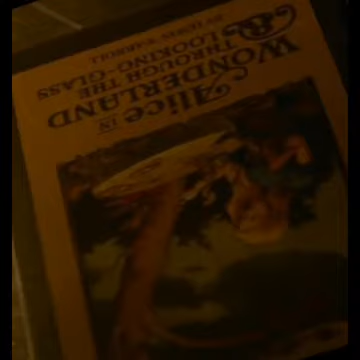 Alice IN
WONDERLAND
&
THROUGH THE
LOOKING-GLASS
BY LEWIS CARROLL